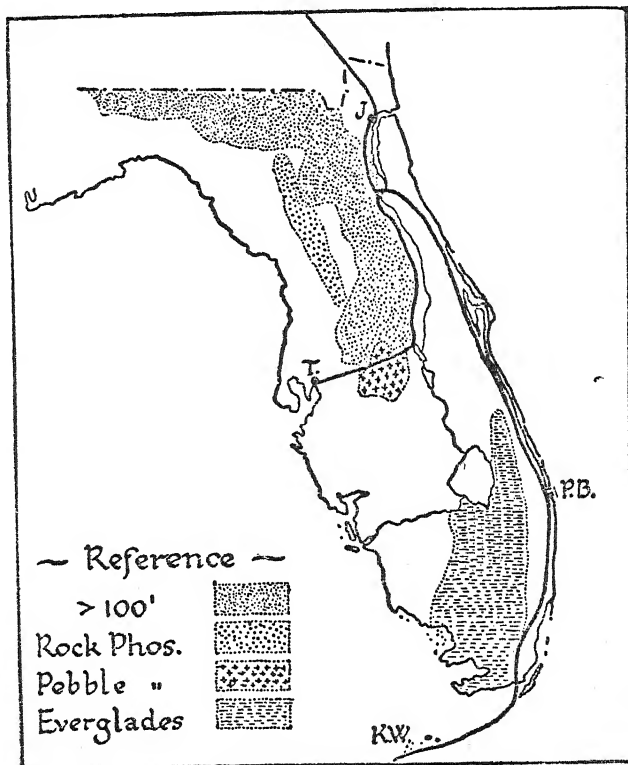 J.
T.
P.B.
~ Reference ~
> 100'
Rock Phos.
Pebble "
Everglades
K.W.